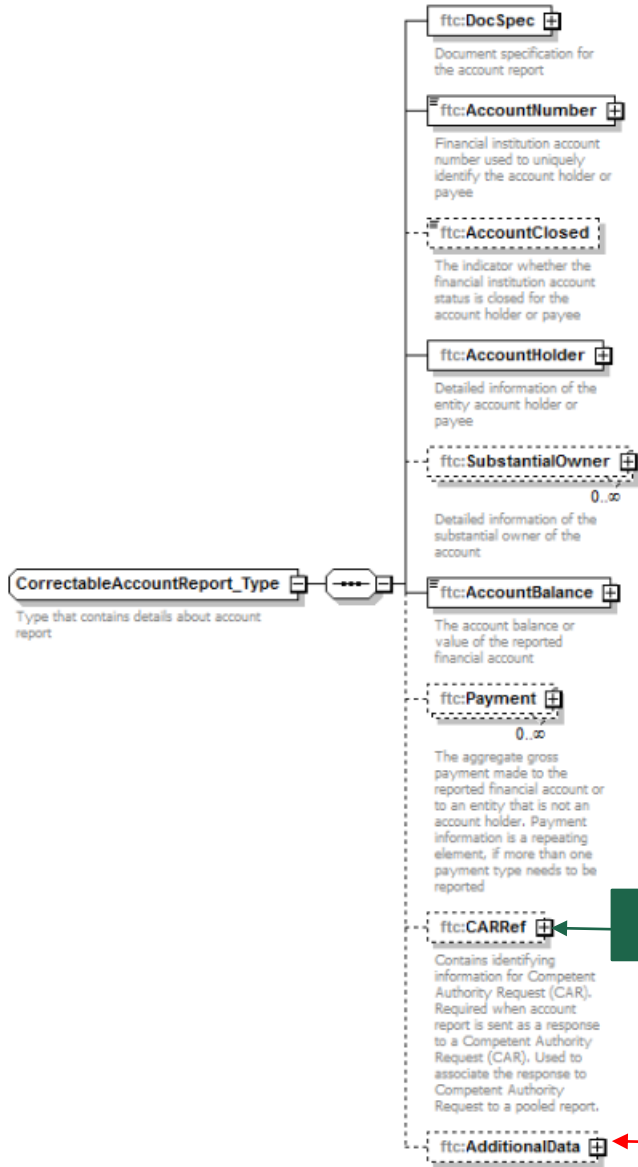 ftc:DocSpec
Document specification for
the account report
ftc:AccountNumber
Financial institution account
number used to uniquely
identify the account holder or
payee
ftc:AccountClosed
The indicator whether the
financial institution account
status is closed for the
account holder or payee
ftc:AccountHolder
Detailed information of the
entity account holder or
payee
ftc:SubstantialOwner
0..∞
Detailed information of the
substantial owner of the
account
CorrectableAccountReport_Type
Type that contains details about account
report
ftc:AccountBalance
The account balance or
value of the reported
financial account
ftc:Payment
0..∞
The aggregate gross
payment made to the
reported financial account or
to an entity that is not an
account holder. Payment
information is a repeating
element, if more than one
payment type needs to be
reported
ftc:CARRef
Contains identifying
information for Competent
Authority Request (CAR).
Required when account
report is sent as a response
to a Competent Authority
Request (CAR). Used to
associate the response to
Competent Authority
Request to a pooled report.
ftc:AdditionalData